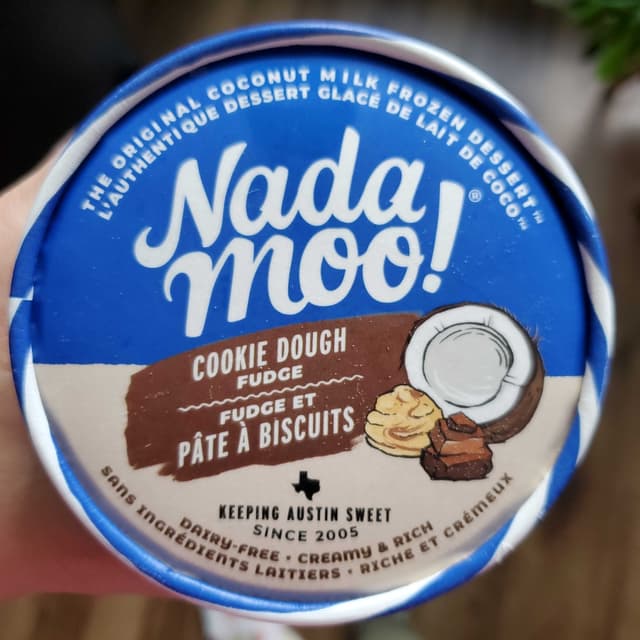 THE ORIGINAL COCONUT MILK FROZEN DESSERT™
L'AUTHENTIQUE DESSERT GLACÉ DE LAIT DE COCO™
Nada
moo!®
COOKIE DOUGH
FUDGE
FUDGE ET
PÂTE À BISCUITS
KEEPING AUSTIN SWEET
SINCE 2005
DAIRY-FREE • CREAMY & RICH
SANS INGRÉDIENTS LAITIERS • RICHE ET CRÉMEUX